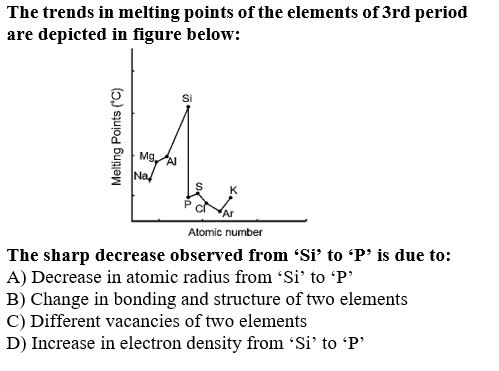 The trends in melting points of the elements of 3rd period
are depicted in figure below:
Melting Points (°C)
Si
Mg
Al
Na
S
K
P
Cl
Ar
Atomic number
The sharp decrease observed from ‘Si’ to ‘P’ is due to:
A) Decrease in atomic radius from ‘Si’ to ‘P’
B) Change in bonding and structure of two elements
C) Different vacancies of two elements
D) Increase in electron density from ‘Si’ to ‘P’